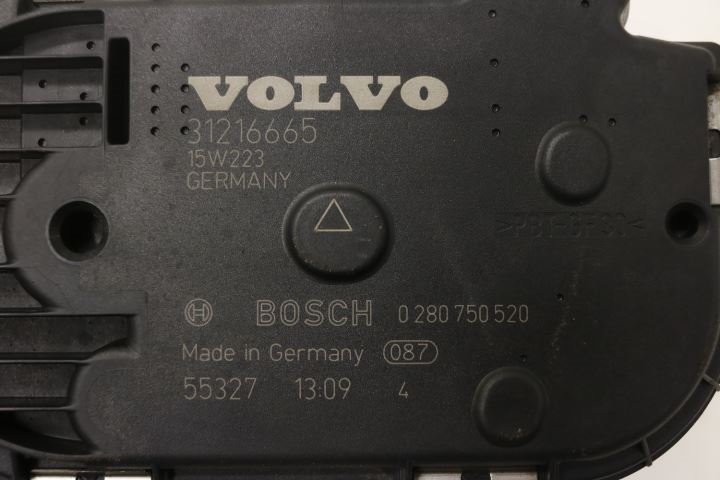 VOLVO
31216665
15W223
GERMANY
BOSCH 0 280 750 520
Made in Germany 087
55327 13:09 4